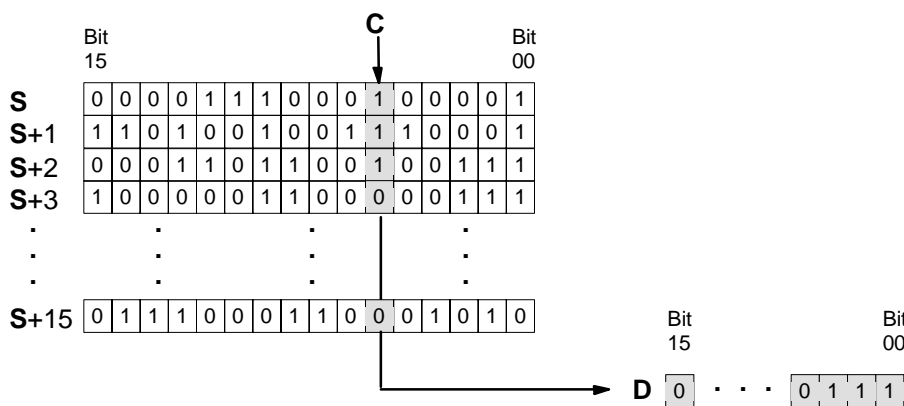 C
Bit Bit
15 00
S 0 0 0 0 1 1 1 0 0 0 1 0 0 0 0 1
S+1 1 1 0 1 0 0 1 0 0 1 1 1 0 0 0 1
S+2 0 0 0 1 1 0 1 1 0 0 1 0 0 1 1 1
S+3 1 0 0 0 0 0 1 1 0 0 0 0 0 1 1 1
S+15 0 1 1 1 0 0 0 1 1 0 0 0 1 0 1 0
Bit Bit
15 00
D 0 · · · 0 1 1 1